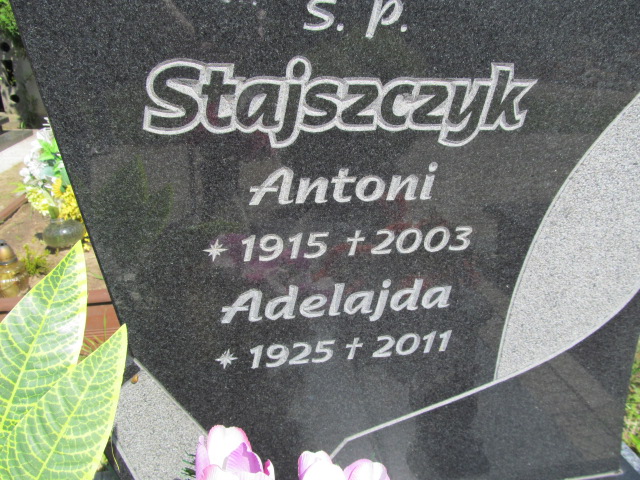 ś. p.
Stajszczyk
Antoni
* 1915 † 2003
Adelajda
* 1925 † 2011